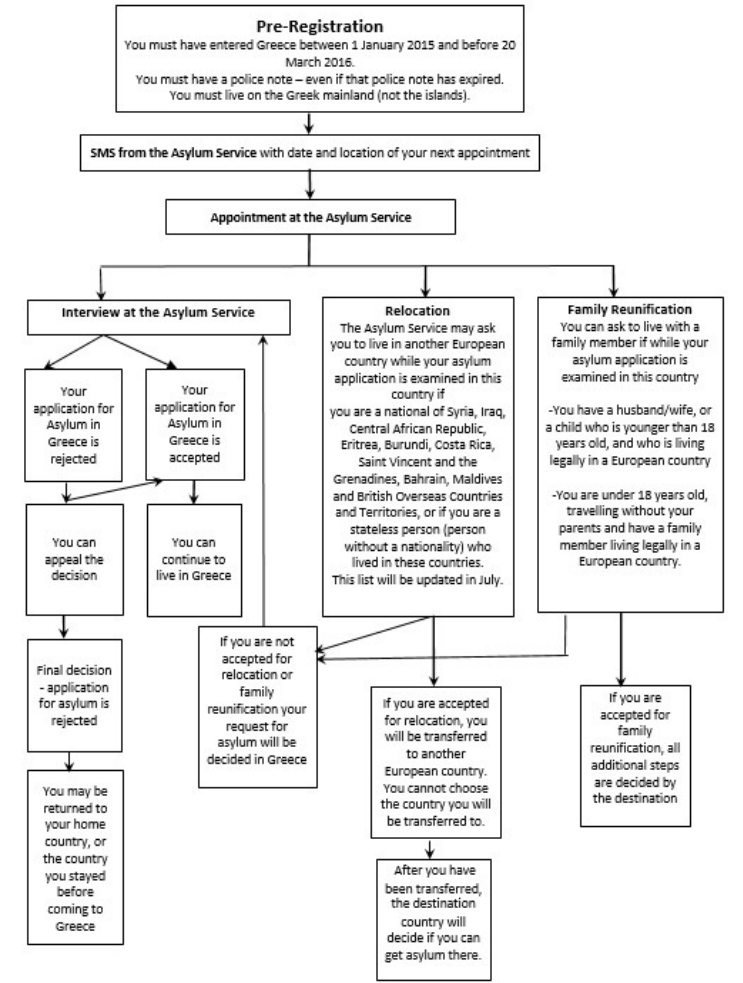 Pre-Registration
You must have entered Greece between 1 January 2015 and before 20
March 2016.
You must have a police note – even if that police note has expired.
You must live on the Greek mainland (not the islands).
SMS from the Asylum Service with date and location of your next appointment
Appointment at the Asylum Service
Interview at the Asylum Service
Your
application for
Asylum in
Greece is
rejected
Your
application for
Asylum in
Greece is
accepted
You can
appeal the
decision
You can
continue to
live in Greece
Final decision
- application
for asylum is
rejected
You may be
returned to
your home
country, or
the country
you stayed
before
coming to
Greece
Relocation
The Asylum Service may ask
you to live in another European
country while your asylum
application is examined in this
country if
you are a national of Syria, Iraq,
Central African Republic,
Eritrea, Burundi, Costa Rica,
Saint Vincent and the
Grenadines, Bahrain, Maldives
and British Overseas Countries
and Territories, or if you are a
stateless person (person
without a nationality) who
lived in these countries.
This list will be updated in July.
Family Reunification
You can ask to live with a
family member if while your
asylum application is
examined in this country
-You have a husband/wife, or
a child who is younger than 18
years old, and who is living
legally in a European country
-You are under 18 years old,
travelling without your
parents and have a family
member living legally in a
European country.
If you are not
accepted for
relocation or
family
reunification your
request for
asylum will be
decided in Greece
If you are accepted
for relocation, you
will be transferred
to another
European country.
You cannot choose
the country you will
be transferred to.
After you have
been transferred,
the destination
country will
decide if you can
get asylum there.
If you are
accepted for
family
reunification, all
additional steps
are decided by
the destination